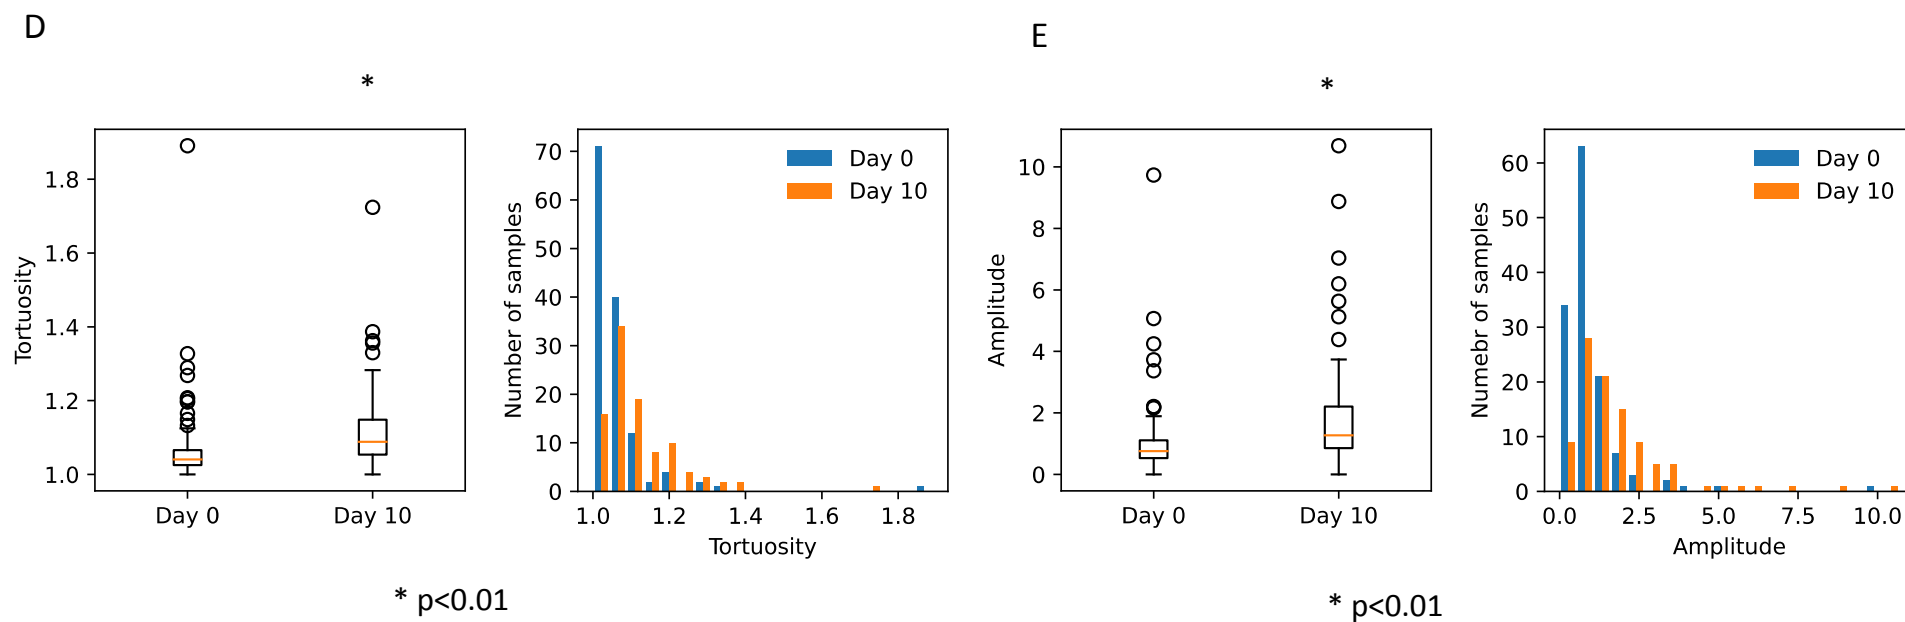 D
*
Tortuosity
1.8
1.6
1.4
1.2
1.0
Day 0
Day 10
Number of samples
70
60
50
40
30
20
10
0
Day 0
Day 10
1.0
1.2
1.4
1.6
1.8
Tortuosity
* p<0.01
E
*
Amplitude
10
8
6
4
2
0
Day 0
Day 10
Numebr of samples
60
50
40
30
20
10
0
Day 0
Day 10
0.0
2.5
5.0
7.5
10.0
Amplitude
* p<0.01